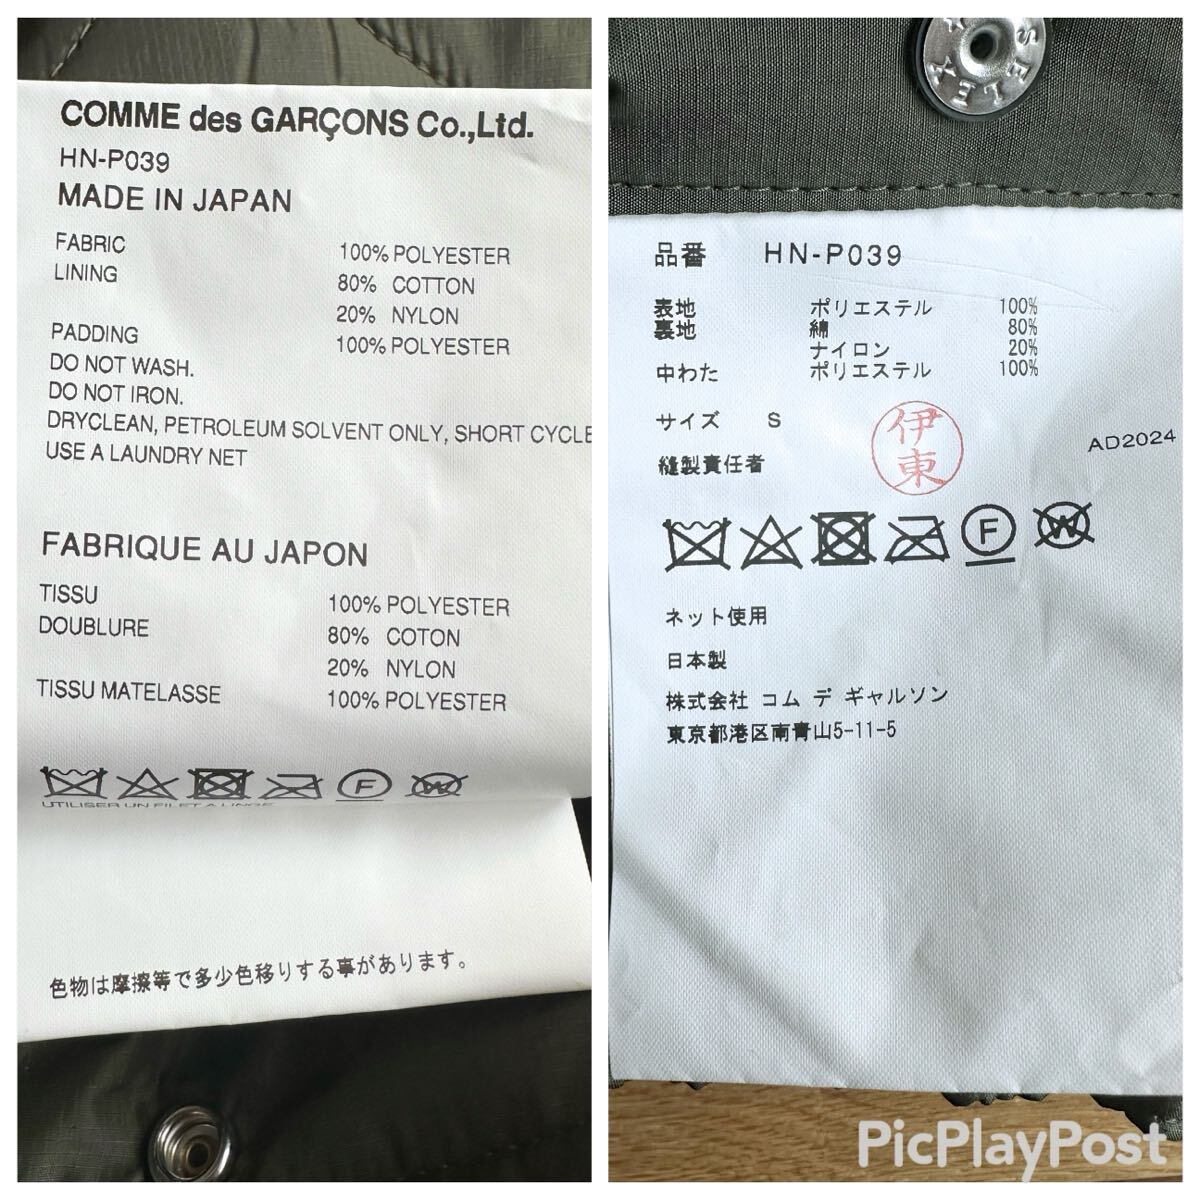 COMME des GARÇONS Co.,Ltd.
HN-P039
MADE IN JAPAN
FABRIC 100% POLYESTER
LINING 80% COTTON
20% NYLON
PADDING 100% POLYESTER
DO NOT WASH.
DO NOT IRON.
DRYCLEAN, PETROLEUM SOLVENT ONLY, SHORT CYCLE
USE A LAUNDRY NET
FABRIQUE AU JAPON
TISSU 100% POLYESTER
DOUBLURE 80% COTON
20% NYLON
TISSU MATELASSE 100% POLYESTER
F W
UTILISER UN FILET A LINGE
色物は摩擦等で多少色移りする事があります。
品番 HN-P039
表地 ポリエステル 100%
裏地 綿 80%
ナイロン 20%
中わた ポリエステル 100%
サイズ S
伊東
AD2024
縫製責任者
F W
ネット使用
日本製
株式会社 コム デ ギャルソン
東京都港区南青山5-11-5
PicPlayPost